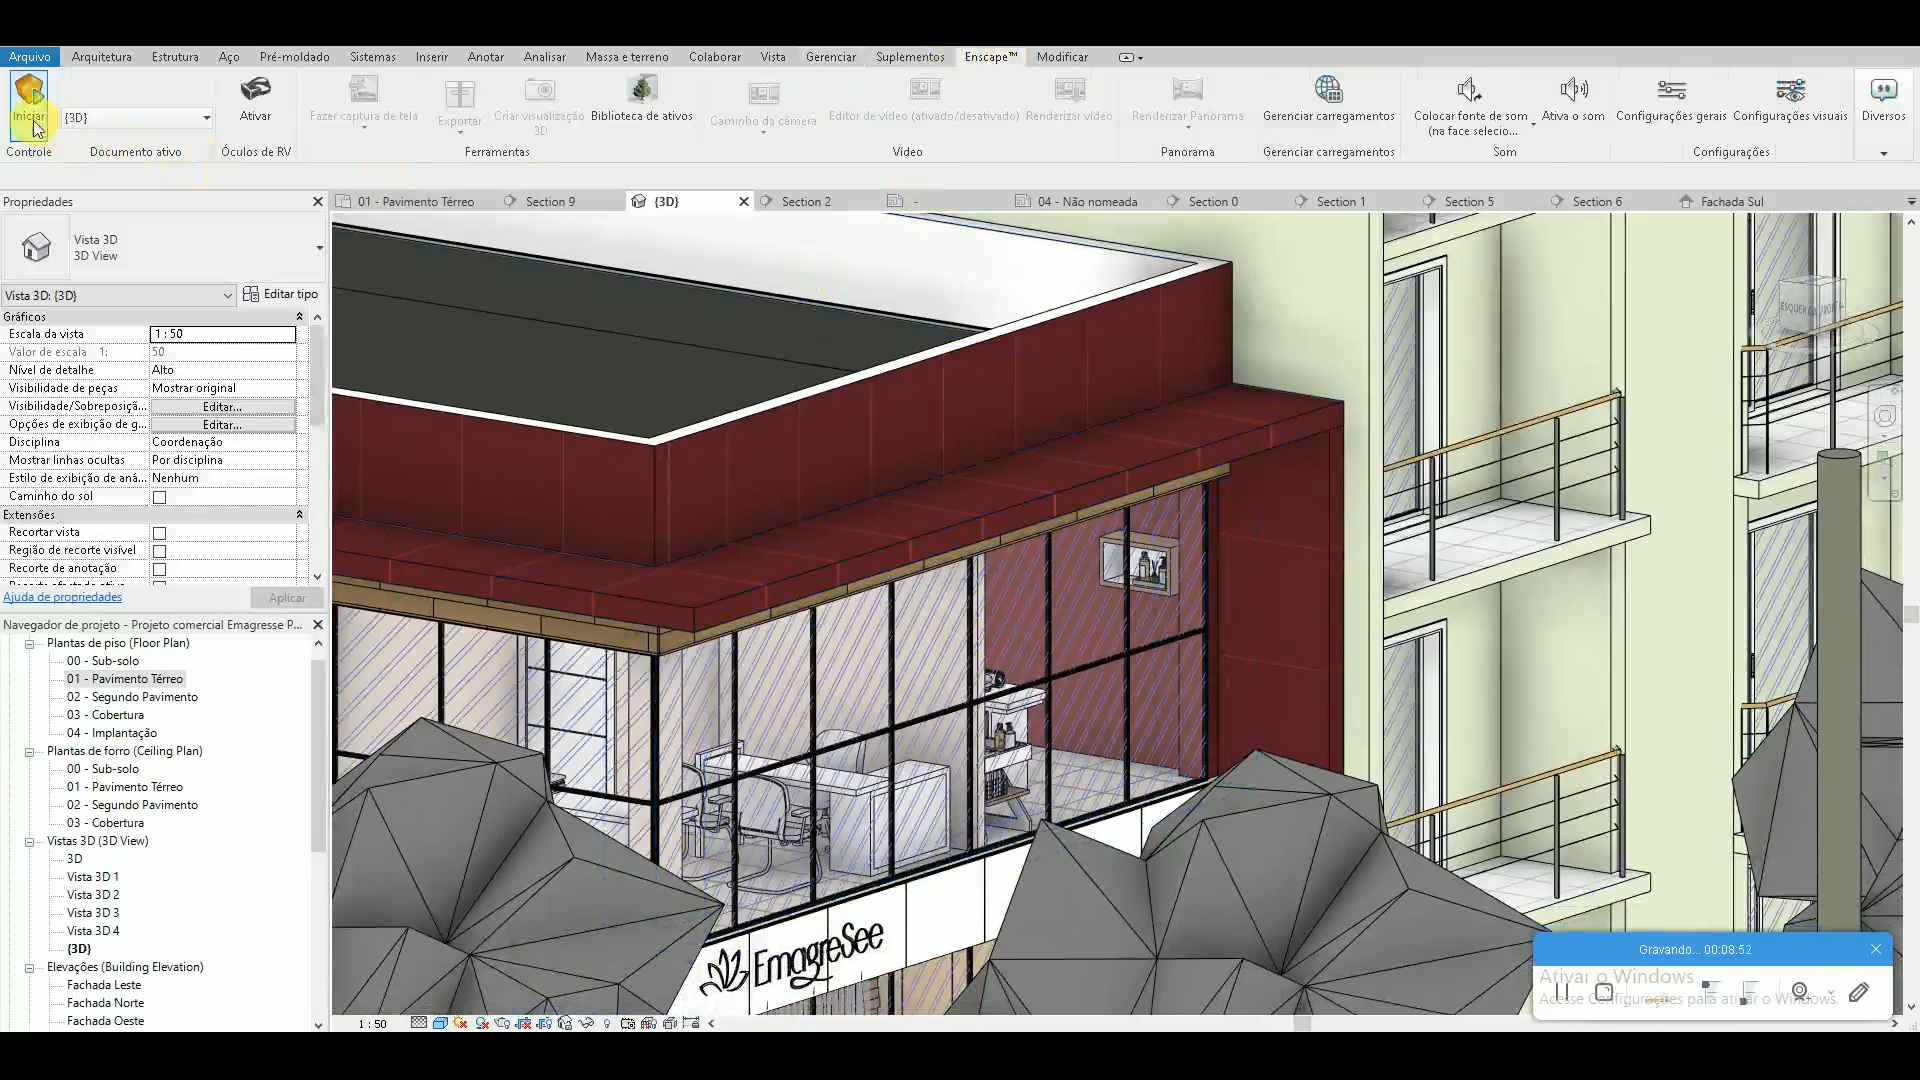 Arquivo Arquitetura Estrutura Aço Pré-moldado Sistemas Inserir Anotar Analisar Massa e terreno Colaborar Vista Gerenciar Suplementos Enscape™ Modificar
Iniciar
{3D}
Ativar
Fazer captura de tela
Exportar
Criar visualização
3D
Biblioteca de ativos
Caminho da câmera
Editor de vídeo (ativado/desativado)
Renderizar vídeo
Renderizar Panorama
Gerenciar carregamentos
Colocar fonte de som
(na face selecio...
Ativa o som
Configurações gerais
Configurações visuais
Diversos
Controle Documento ativo Óculos de RV Ferramentas Vídeo Panorama Gerenciar carregamentos Som Configurações
Propriedades
01 - Pavimento Térreo Section 9 {3D} Section 2 - 04 - Não nomeada Section 0 Section 1 Section 5 Section 6 Fachada Sul
Vista 3D
3D View
Vista 3D: {3D} Editar tipo
Gráficos
Escala da vista 1 : 50
Valor de escala 1: 50
Nível de detalhe Alto
Visibilidade de peças Mostrar original
Visibilidade/Sobreposiçã... Editar...
Opções de exibição de g... Editar...
Disciplina Coordenação
Mostrar linhas ocultas Por disciplina
Estilo de exibição de aná... Nenhum
Caminho do sol
Extensões
Recortar vista
Região de recorte visível
Recorte de anotação
Ajuda de propriedades Aplicar
Navegador de projeto - Projeto comercial Emagresse P...
Plantas de piso (Floor Plan)
00 - Sub-solo
01 - Pavimento Térreo
02 - Segundo Pavimento
03 - Cobertura
04 - Implantação
Plantas de forro (Ceiling Plan)
00 - Sub-solo
01 - Pavimento Térreo
02 - Segundo Pavimento
03 - Cobertura
Vistas 3D (3D View)
3D
Vista 3D 1
Vista 3D 2
Vista 3D 3
Vista 3D 4
{3D}
Elevações (Building Elevation)
Fachada Leste
Fachada Norte
Fachada Oeste
EmagreSee
Gravando... 00:08:52
Ativar o Windows
Acesse Configurações para ativar o Windows.
1 : 50